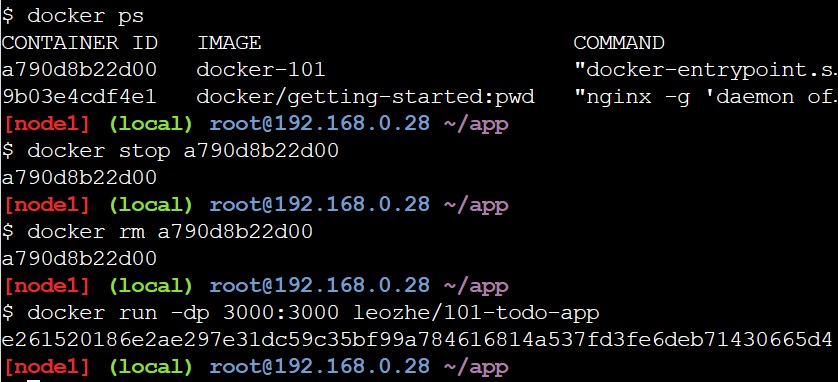 $ docker ps
CONTAINER ID   IMAGE                        COMMAND
a790d8b22d00   docker-101                   "docker-entrypoint.s
9b03e4cdf4e1   docker/getting-started:pwd   "nginx -g 'daemon of
[node1] (local) root@192.168.0.28 ~/app
$ docker stop a790d8b22d00
a790d8b22d00
[node1] (local) root@192.168.0.28 ~/app
$ docker rm a790d8b22d00
a790d8b22d00
[node1] (local) root@192.168.0.28 ~/app
$ docker run -dp 3000:3000 leozhe/101-todo-app
e261520186e2ae297e31dc59c35bf99a784616814a537fd3fe6deb71430665d4
[node1] (local) root@192.168.0.28 ~/app